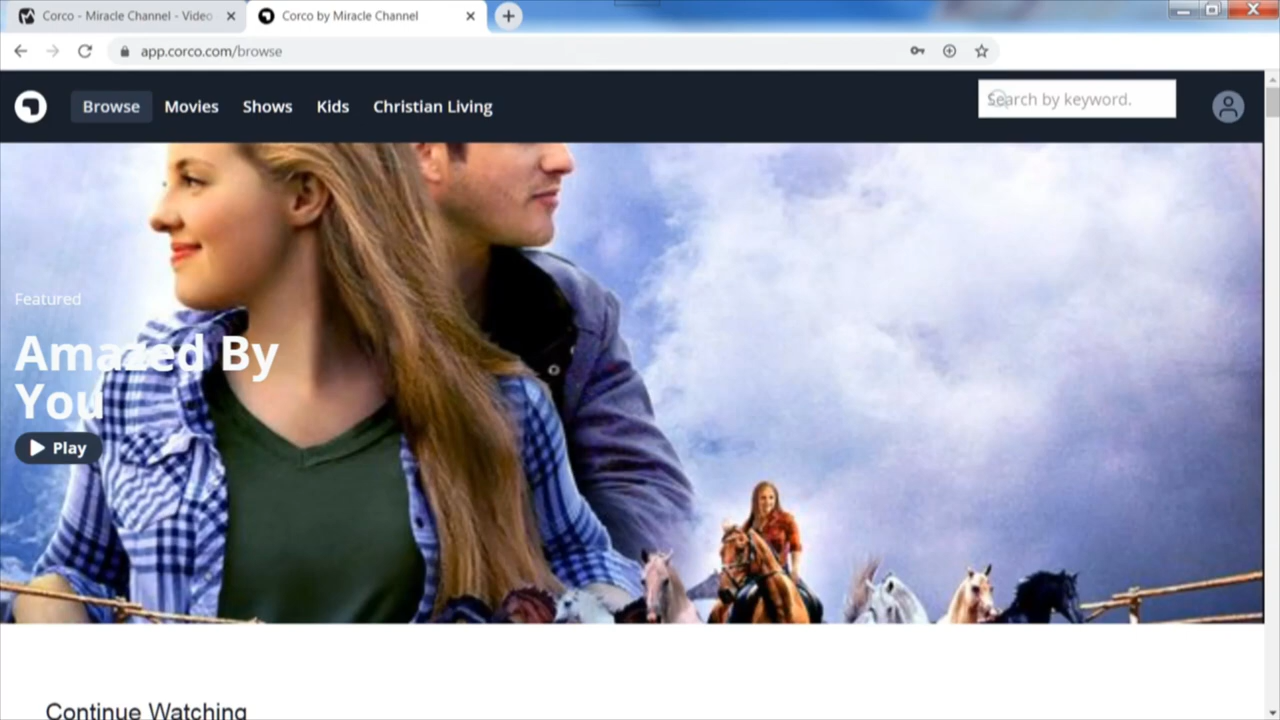 Corco - Miracle Channel - Video
Corco by Miracle Channel
app.corco.com/browse
Browse
Movies
Shows
Kids
Christian Living
Search by keyword.
Featured
Amazed By
You
Play
Continue Watching